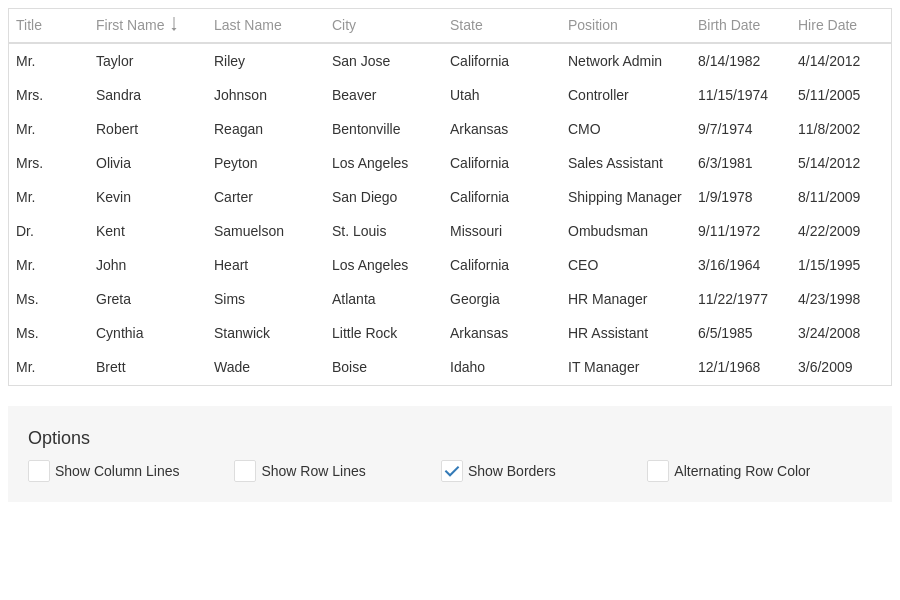 Title First Name Last Name City State Position Birth Date Hire Date
Mr. Taylor Riley San Jose California Network Admin 8/14/1982 4/14/2012
Mrs. Sandra Johnson Beaver Utah Controller 11/15/1974 5/11/2005
Mr. Robert Reagan Bentonville Arkansas CMO 9/7/1974 11/8/2002
Mrs. Olivia Peyton Los Angeles California Sales Assistant 6/3/1981 5/14/2012
Mr. Kevin Carter San Diego California Shipping Manager 1/9/1978 8/11/2009
Dr. Kent Samuelson St. Louis Missouri Ombudsman 9/11/1972 4/22/2009
Mr. John Heart Los Angeles California CEO 3/16/1964 1/15/1995
Ms. Greta Sims Atlanta Georgia HR Manager 11/22/1977 4/23/1998
Ms. Cynthia Stanwick Little Rock Arkansas HR Assistant 6/5/1985 3/24/2008
Mr. Brett Wade Boise Idaho IT Manager 12/1/1968 3/6/2009
Options
Show Column Lines Show Row Lines Show Borders Alternating Row Color